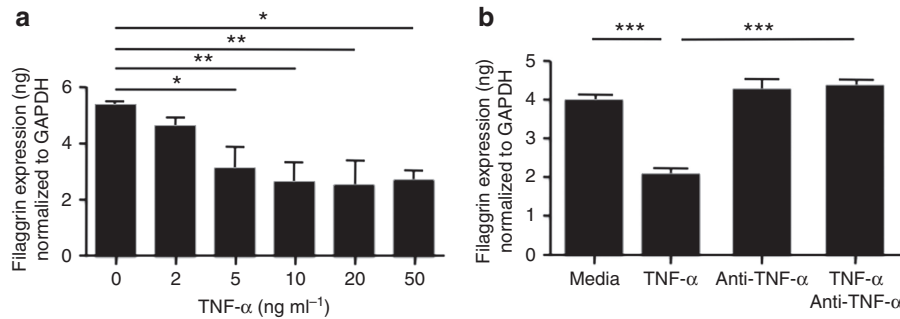 a
*
**
**
*
Filaggrin expression (ng)
normalized to GAPDH
6
4
2
0
0 2 5 10 20 50
TNF-α (ng ml⁻¹)
b
*** ***
Filaggrin expression (ng)
normalized to GAPDH
5
4
3
2
1
0
Media TNF-α Anti-TNF-α TNF-α
Anti-TNF-α